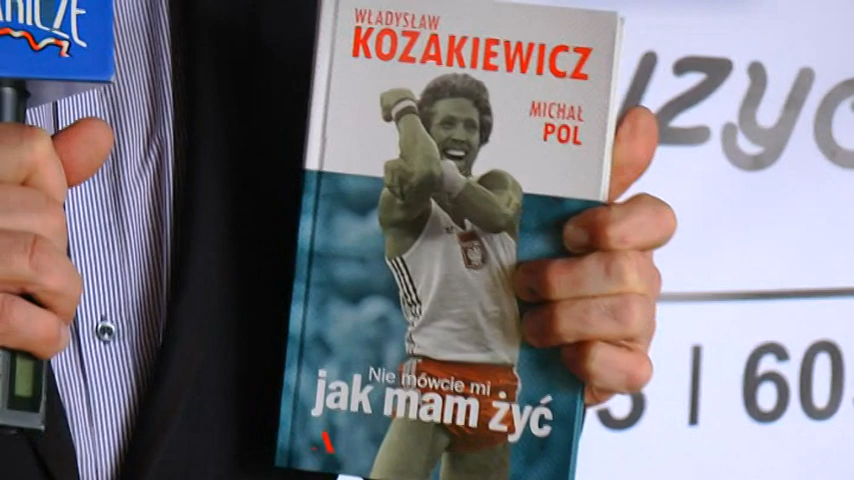 WŁADYSŁAW
KOZAKIEWICZ
MICHAŁ
POL
Nie mówcie mi
jak mam żyć